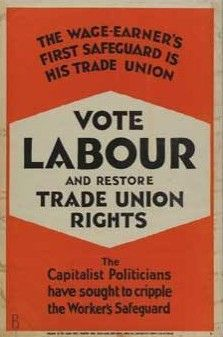 THE WAGE-EARNER'S
FIRST SAFEGUARD IS
HIS TRADE UNION
VOTE
LABOUR
AND RESTORE
TRADE UNION
RIGHTS
The
Capitalist Politicians
have sought to cripple
the Worker's Safeguard